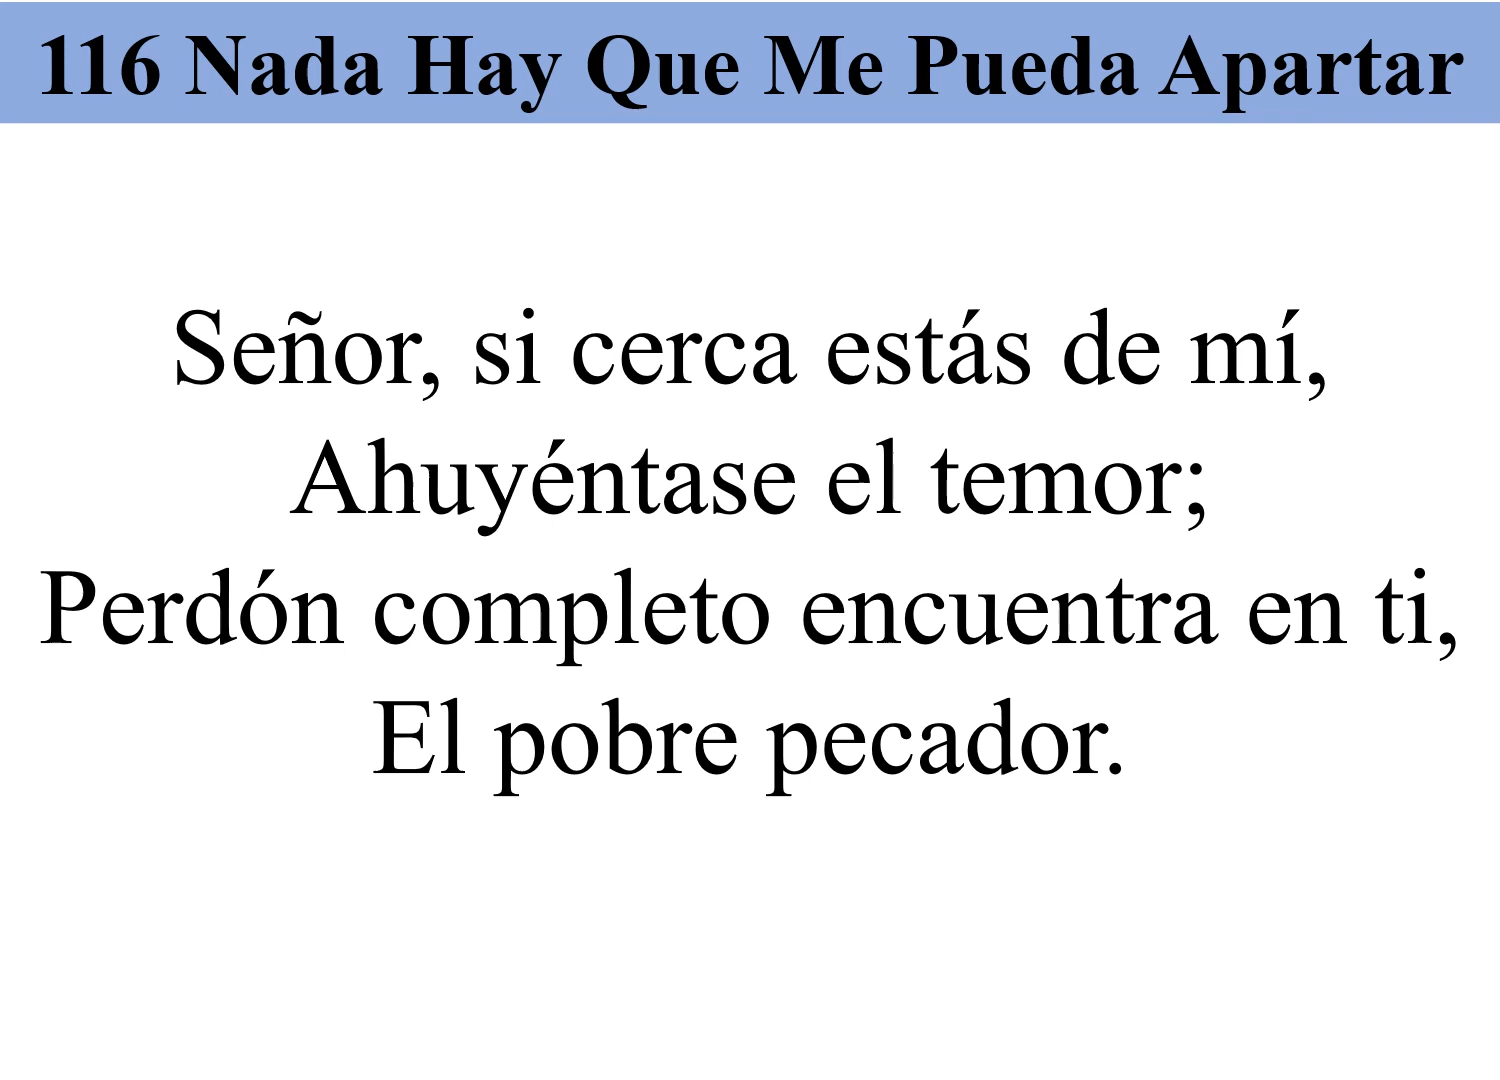 116 Nada Hay Que Me Pueda Apartar
Señor, si cerca estás de mí,
Ahuyéntase el temor;
Perdón completo encuentra en ti,
El pobre pecador.